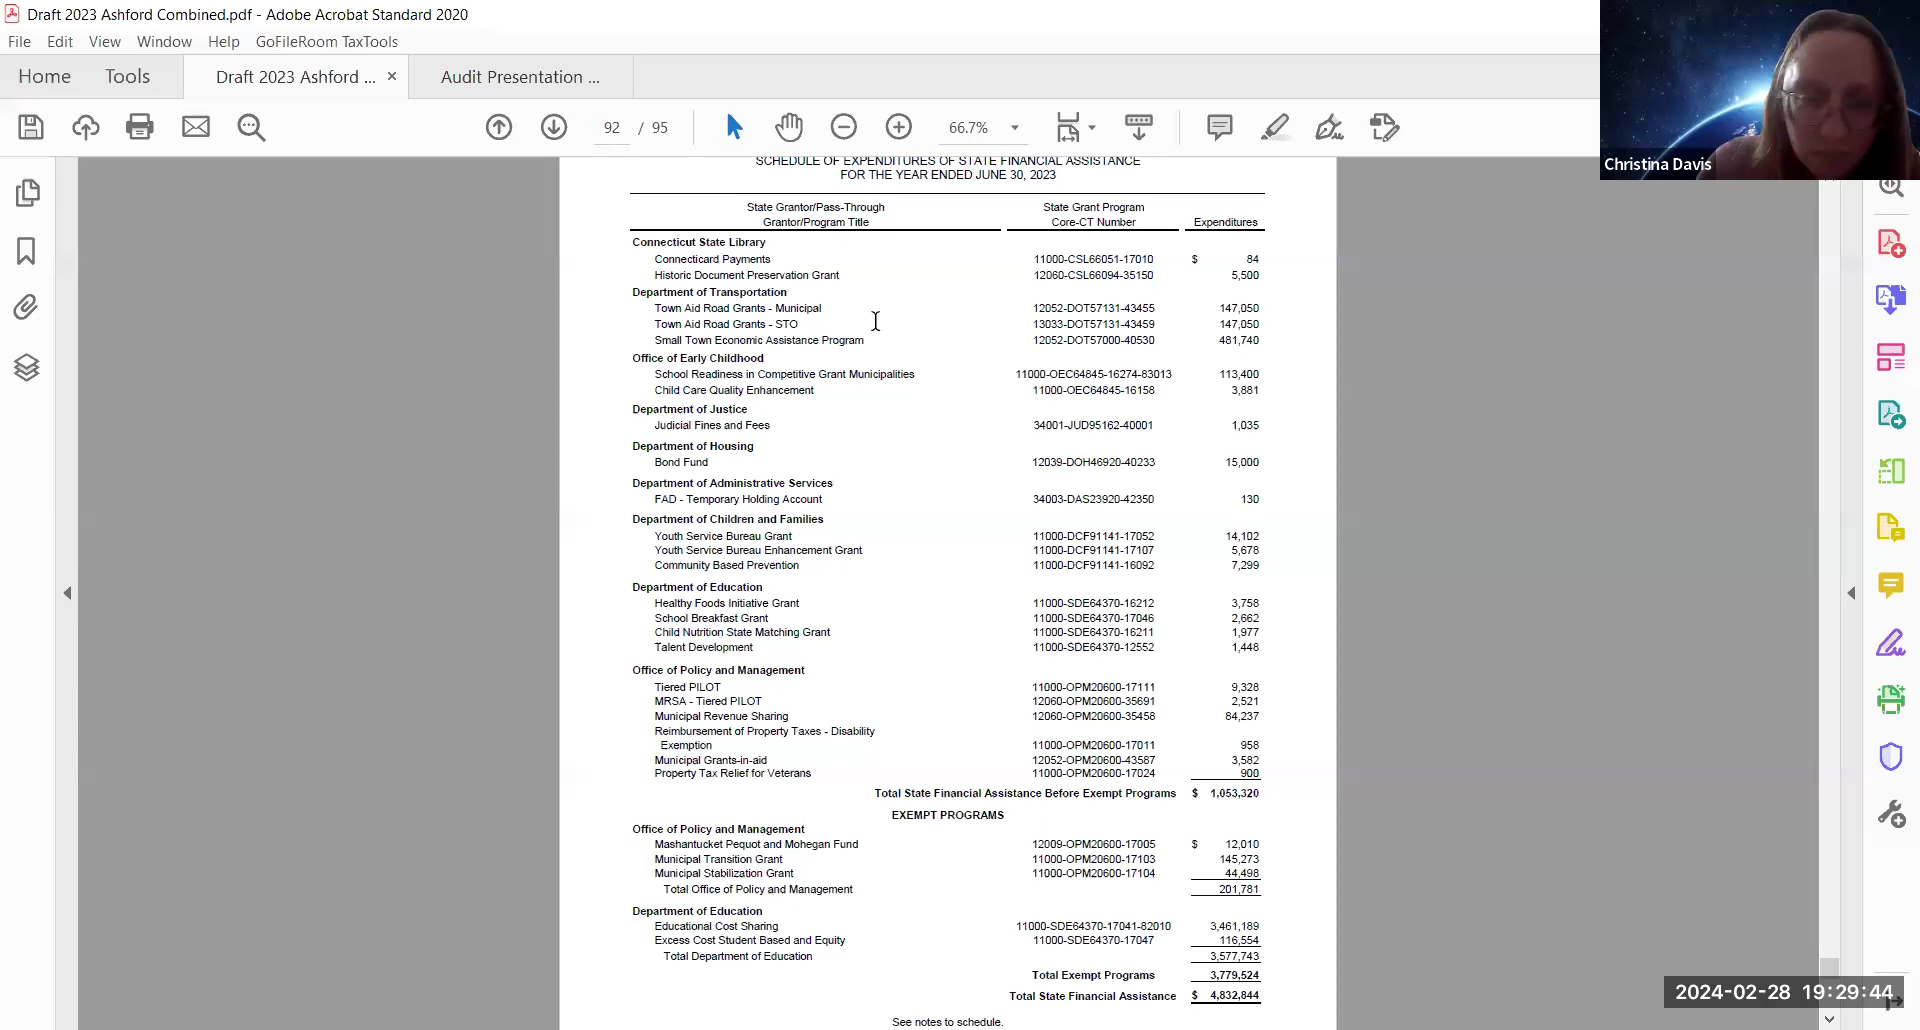 Draft 2023 Ashford Combined.pdf - Adobe Acrobat Standard 2020
File Edit View Window Help GoFileRoom TaxTools
Home Tools Draft 2023 Ashford ... × Audit Presentation ...
92 / 95 66.7%
Christina Davis
SCHEDULE OF EXPENDITURES OF STATE FINANCIAL ASSISTANCE
FOR THE YEAR ENDED JUNE 30, 2023
State Grantor/Pass-Through State Grant Program
Grantor/Program Title Core-CT Number Expenditures
Connecticut State Library
Connecticard Payments 11000-CSL66051-17010 $ 84
Historic Document Preservation Grant 12060-CSL66094-35150 5,500
Department of Transportation
Town Aid Road Grants - Municipal 12052-DOT57131-43455 147,050
Town Aid Road Grants - STO 13033-DOT57131-43459 147,050
Small Town Economic Assistance Program 12052-DOT57000-40530 481,740
Office of Early Childhood
School Readiness in Competitive Grant Municipalities 11000-OEC64845-16274-83013 113,400
Child Care Quality Enhancement 11000-OEC64845-16158 3,881
Department of Justice
Judicial Fines and Fees 34001-JUD95162-40001 1,035
Department of Housing
Bond Fund 12039-DOH46920-40233 15,000
Department of Administrative Services
FAD - Temporary Holding Account 34003-DAS23920-42350 130
Department of Children and Families
Youth Service Bureau Grant 11000-DCF91141-17052 14,102
Youth Service Bureau Enhancement Grant 11000-DCF91141-17107 5,678
Community Based Prevention 11000-DCF91141-16092 7,299
Department of Education
Healthy Foods Initiative Grant 11000-SDE64370-16212 3,758
School Breakfast Grant 11000-SDE64370-17046 2,662
Child Nutrition State Matching Grant 11000-SDE64370-16211 1,977
Talent Development 11000-SDE64370-12552 1,448
Office of Policy and Management
Tiered PILOT 11000-OPM20600-17111 9,328
MRSA - Tiered PILOT 12060-OPM20600-35691 2,521
Municipal Revenue Sharing 12060-OPM20600-35458 84,237
Reimbursement of Property Taxes - Disability
Exemption 11000-OPM20600-17011 958
Municipal Grants-in-aid 12052-OPM20600-43587 3,582
Property Tax Relief for Veterans 11000-OPM20600-17024 900
Total State Financial Assistance Before Exempt Programs $ 1,053,320
EXEMPT PROGRAMS
Office of Policy and Management
Mashantucket Pequot and Mohegan Fund 12009-OPM20600-17005 $ 12,010
Municipal Transition Grant 11000-OPM20600-17103 145,273
Municipal Stabilization Grant 11000-OPM20600-17104 44,498
Total Office of Policy and Management 201,781
Department of Education
Educational Cost Sharing 11000-SDE64370-17041-82010 3,461,189
Excess Cost Student Based and Equity 11000-SDE64370-17047 116,554
Total Department of Education 3,577,743
Total Exempt Programs 3,779,524
Total State Financial Assistance $ 4,832,844
See notes to schedule.
2024-02-28 19:29:44